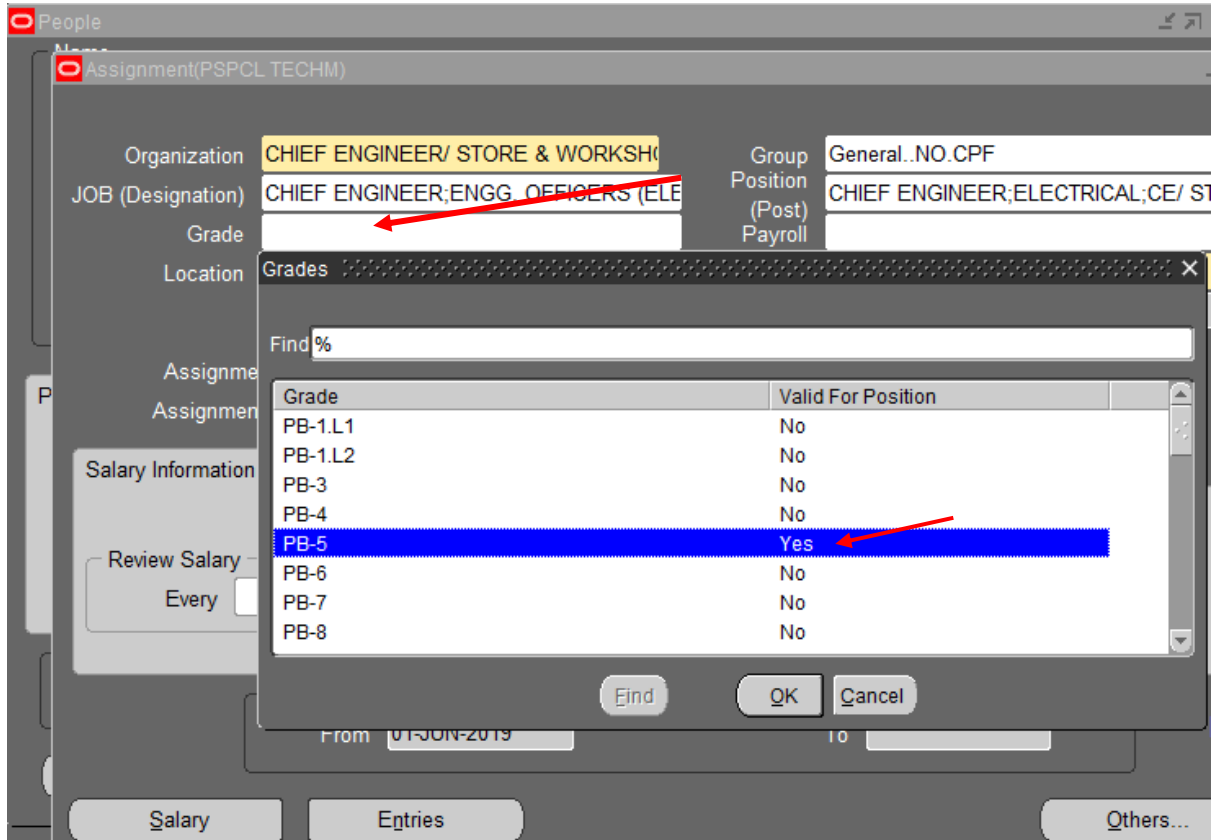 People
Name
Assignment(PSPCL TECHM)
Organization CHIEF ENGINEER/ STORE & WORKSH Group General..NO.CPF
JOB (Designation) CHIEF ENGINEER;ENGG. OFFICERS (ELE Position (Post) CHIEF ENGINEER;ELECTRICAL;CE/ ST
Grade Payroll
Location
Grades
Find %
Assignme
Assignmen
Grade Valid For Position
PB-1.L1 No
PB-1.L2 No
PB-3 No
PB-4 No
PB-5 Yes
PB-6 No
PB-7 No
PB-8 No
P
Salary Information
Review Salary
Every
Find OK Cancel
From 01-JUN-2019 To
Salary Entries Others...